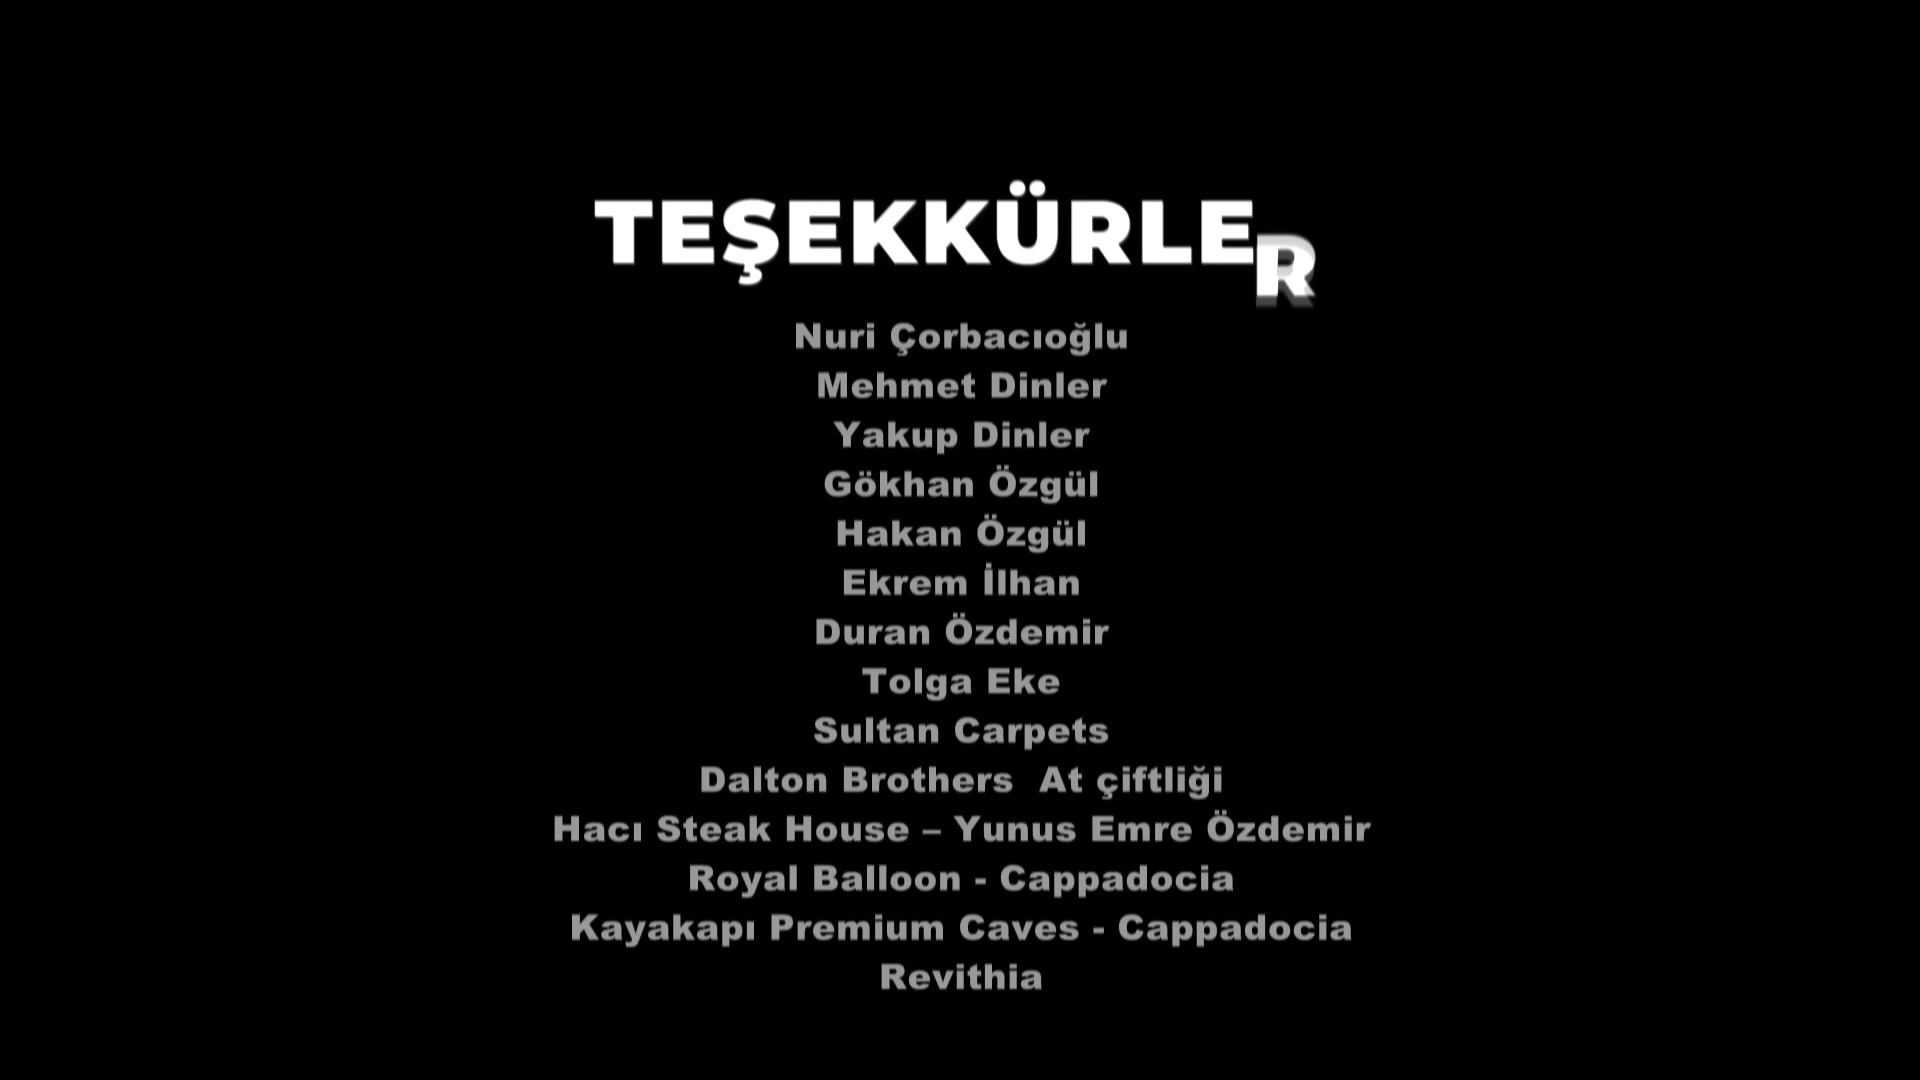 TEŞEKKÜRLER
Nuri Çorbacıoğlu
Mehmet Dinler
Yakup Dinler
Gökhan Özgül
Hakan Özgül
Ekrem İlhan
Duran Özdemir
Tolga Eke
Sultan Carpets
Dalton Brothers  At çiftliği
Hacı Steak House – Yunus Emre Özdemir
Royal Balloon - Cappadocia
Kayakapı Premium Caves - Cappadocia
Revithia